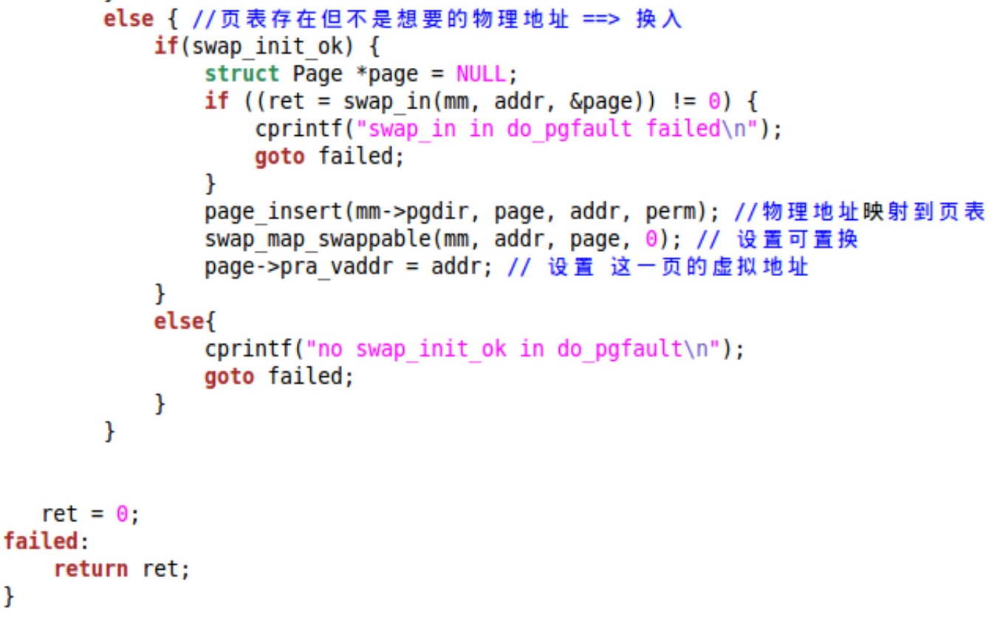 else { //页表存在但不是想要的物理地址 ==> 换入
if(swap_init_ok) {
struct Page *page = NULL;
if ((ret = swap_in(mm, addr, &page)) != 0) {
cprintf("swap_in in do_pgfault failed\n");
goto failed;
}
page_insert(mm->pgdir, page, addr, perm); //物理地址映射到页表
swap_map_swappable(mm, addr, page, 0); // 设置可置换
page->pra_vaddr = addr; // 设置 这一页的虚拟地址
}
else{
cprintf("no swap_init_ok in do_pgfault\n");
goto failed;
}
}
ret = 0;
failed:
return ret;
}